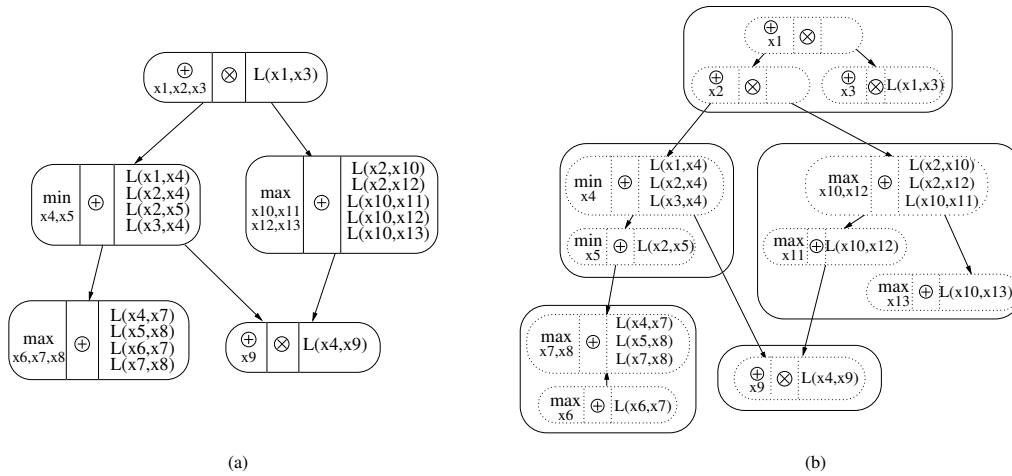 ⊕
x1,x2,x3
⊗
L(x1,x3)
min
x4,x5
⊕
L(x1,x4)
L(x2,x4)
L(x2,x5)
L(x3,x4)
max
x10,x11
x12,x13
⊕
L(x2,x10)
L(x2,x12)
L(x10,x11)
L(x10,x12)
L(x10,x13)
max
x6,x7,x8
⊕
L(x4,x7)
L(x5,x8)
L(x6,x7)
L(x7,x8)
⊕
x9
⊗
L(x4,x9)
(a)
⊕
x1
⊗
⊕
x2
⊗
⊕
x3
⊗
L(x1,x3)
min
x4
⊕
L(x1,x4)
L(x2,x4)
L(x3,x4)
min
x5
⊕
L(x2,x5)
max
x10,x12
⊕
L(x2,x10)
L(x2,x12)
L(x10,x11)
max
x11
⊕
L(x10,x12)
max
x13
⊕
L(x10,x13)
max
x7,x8
⊕
L(x4,x7)
L(x5,x8)
L(x7,x8)
max
x6
⊕
L(x6,x7)
⊕
x9
⊗
L(x4,x9)
(b)